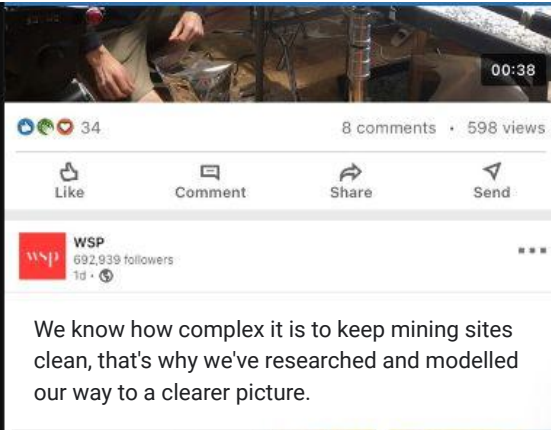 00:38
34
8 comments • 598 views
Like
Comment
Share
Send
wsp
WSP
692,939 followers
1d •
We know how complex it is to keep mining sites
clean, that's why we've researched and modelled
our way to a clearer picture.